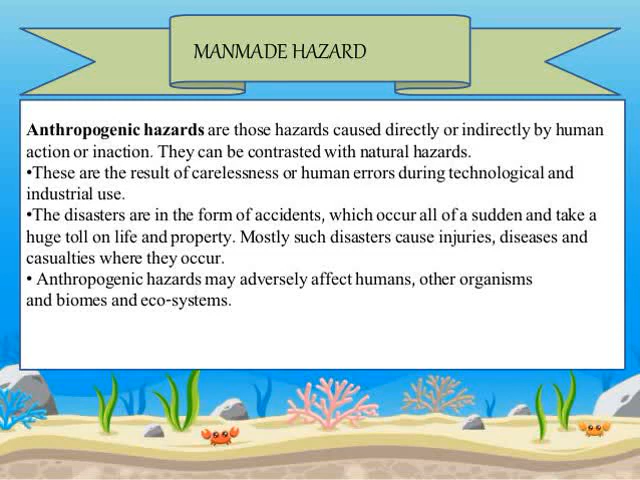 MANMADE HAZARD
Anthropogenic hazards are those hazards caused directly or indirectly by human
action or inaction. They can be contrasted with natural hazards.
•These are the result of carelessness or human errors during technological and
industrial use.
•The disasters are in the form of accidents, which occur all of a sudden and take a
huge toll on life and property. Mostly such disasters cause injuries, diseases and
casualties where they occur.
• Anthropogenic hazards may adversely affect humans, other organisms
and biomes and eco-systems.